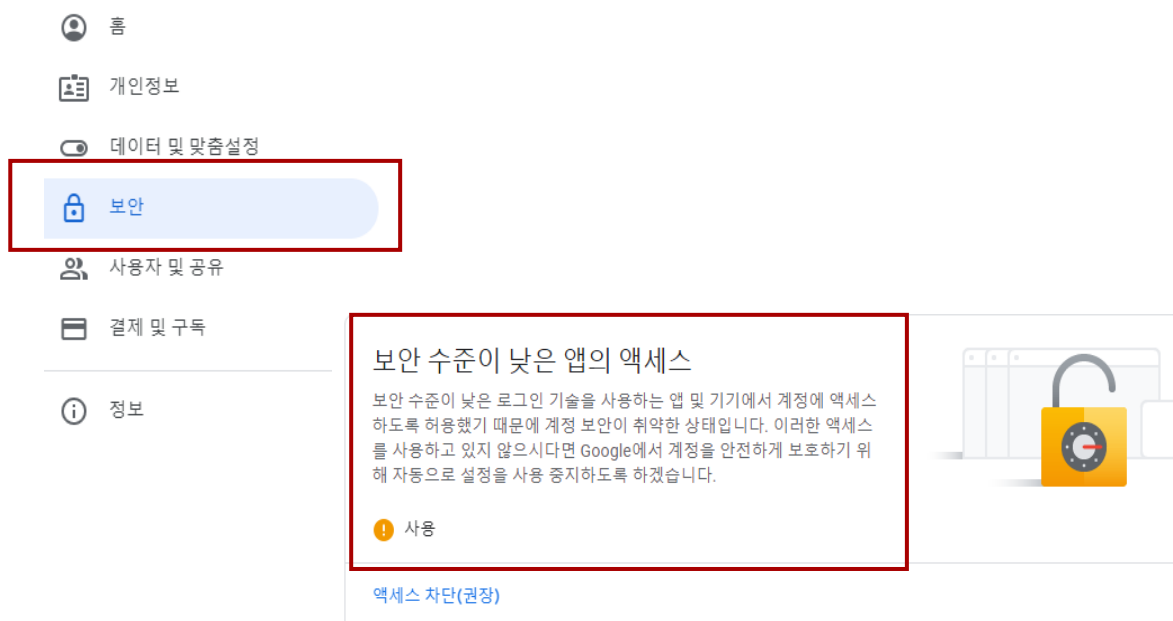 홈
개인정보
데이터 및 맞춤설정
보안
사용자 및 공유
결제 및 구독
정보
보안 수준이 낮은 앱의 액세스
보안 수준이 낮은 로그인 기술을 사용하는 앱 및 기기에서 계정에 액세스
하도록 허용했기 때문에 계정 보안이 취약한 상태입니다. 이러한 액세스
를 사용하고 있지 않으시다면 Google에서 계정을 안전하게 보호하기 위
해 자동으로 설정을 사용 중지하도록 하겠습니다.
사용
액세스 차단(권장)